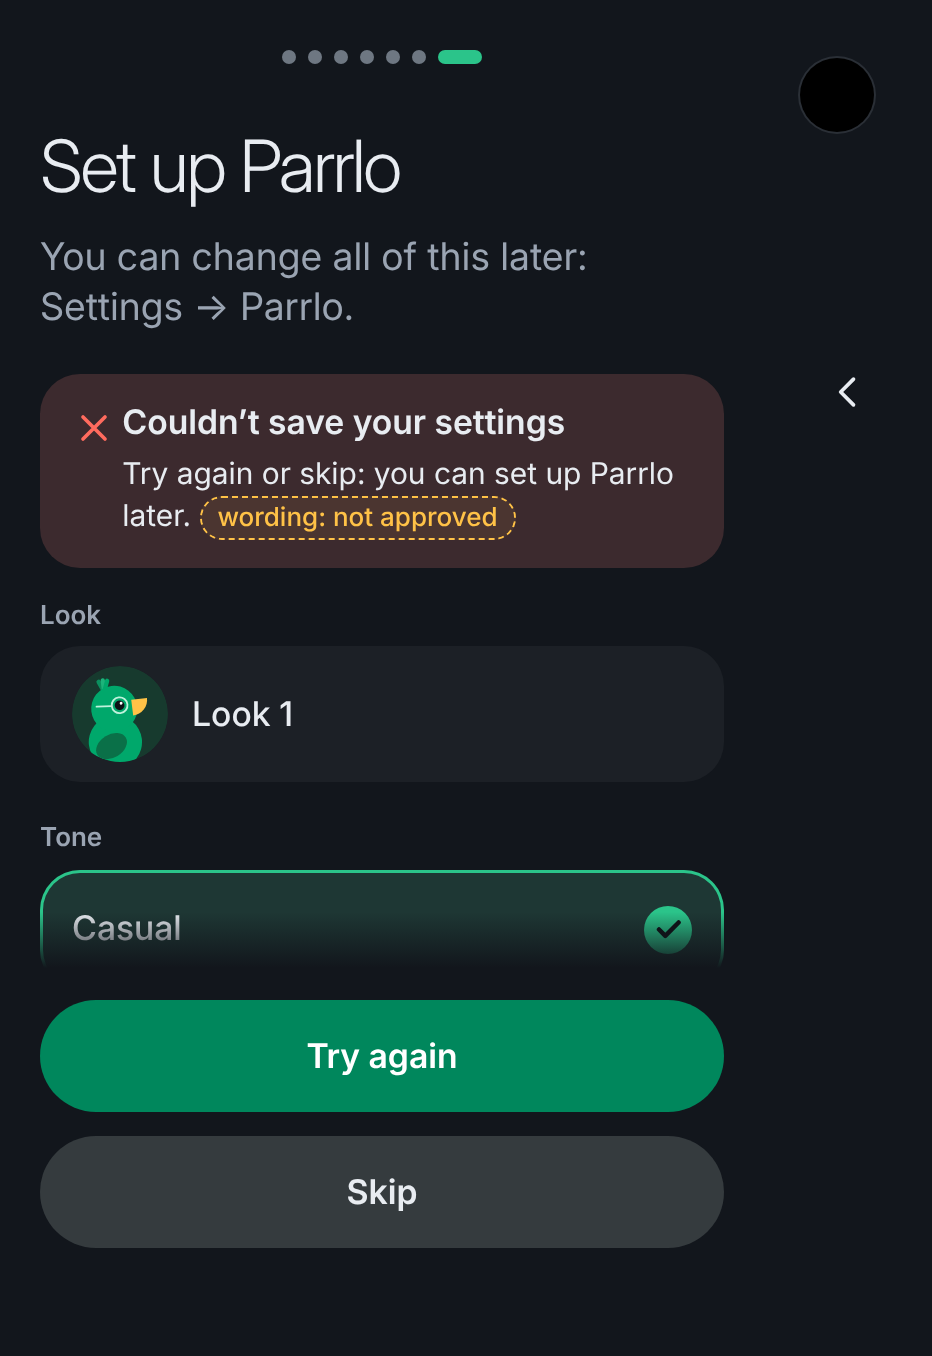 Set up Parrlo
You can change all of this later:
Settings → Parrlo.
Couldn’t save your settings
Try again or skip: you can set up Parrlo
later. wording: not approved
Look
Look 1
Tone
Casual
Try again
Skip